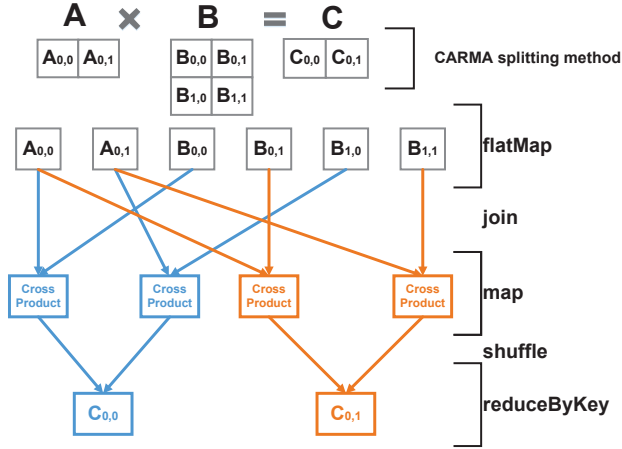 A × B = C
A0,0 A0,1 B0,0 B0,1 C0,0 C0,1 CARMA splitting method
B1,0 B1,1
A0,0 A0,1 B0,0 B0,1 B1,0 B1,1 flatMap
join
Cross Cross Cross Cross
Product Product Product Product map
shuffle
C0,0 C0,1 reduceByKey